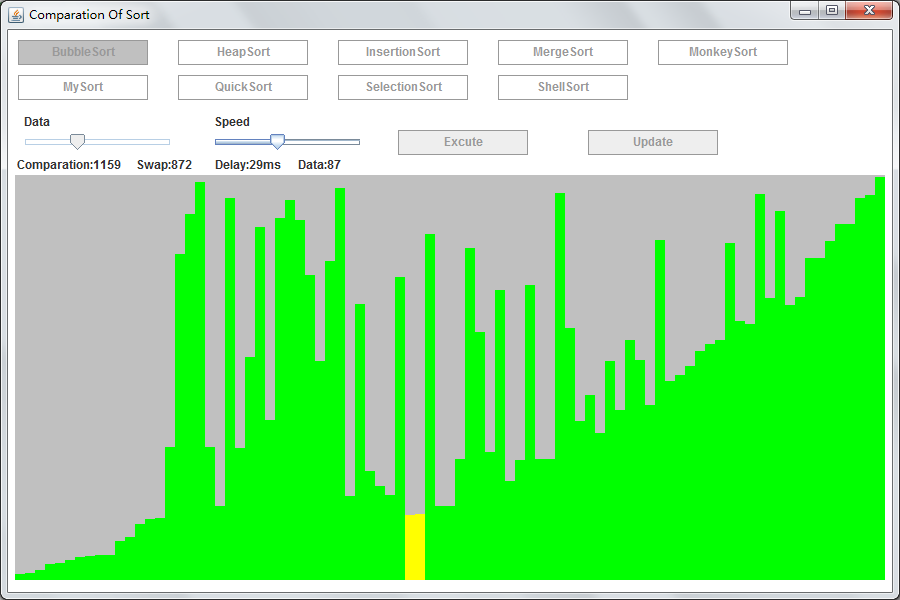 Comparation Of Sort
BubbleSort HeapSort InsertionSort MergeSort MonkeySort
MySort QuickSort SelectionSort ShellSort
Data Speed
Excute Update
Comparation:1159 Swap:872 Delay:29ms Data:87